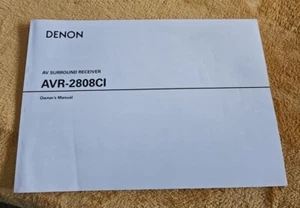 DENON
AV SURROUND RECEIVER
AVR-2808CI
Owner's Manual